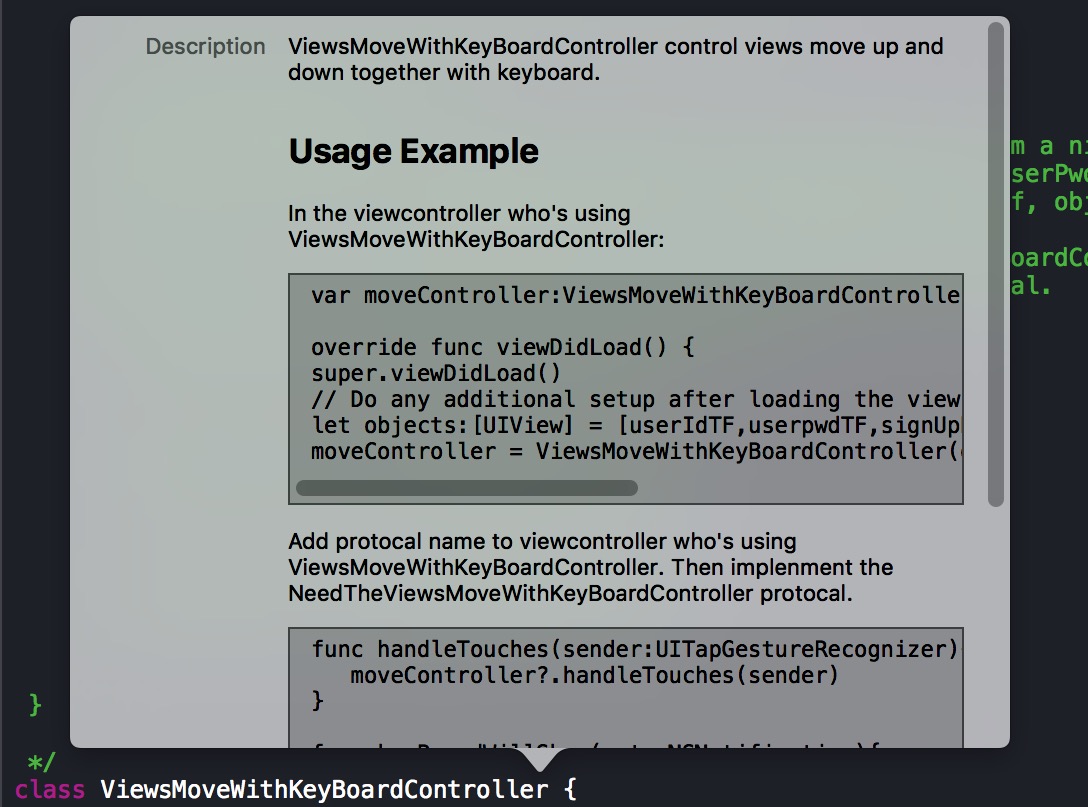 Description ViewsMoveWithKeyBoardController control views move up and
down together with keyboard.
Usage Example
In the viewcontroller who's using
ViewsMoveWithKeyBoardController:
var moveController:ViewsMoveWithKeyBoardControlle
override func viewDidLoad() {
super.viewDidLoad()
// Do any additional setup after loading the view
let objects:[UIView] = [userIdTF,userpwdTF,signUp
moveController = ViewsMoveWithKeyBoardController(
Add protocal name to viewcontroller who's using
ViewsMoveWithKeyBoardController. Then implenment the
NeedTheViewsMoveWithKeyBoardController protocal.
func handleTouches(sender:UITapGestureRecognizer)
moveController?.handleTouches(sender)
}
m a ni
serPwd
f, obj
oardCo
al.
}
*/
class ViewsMoveWithKeyBoardController {